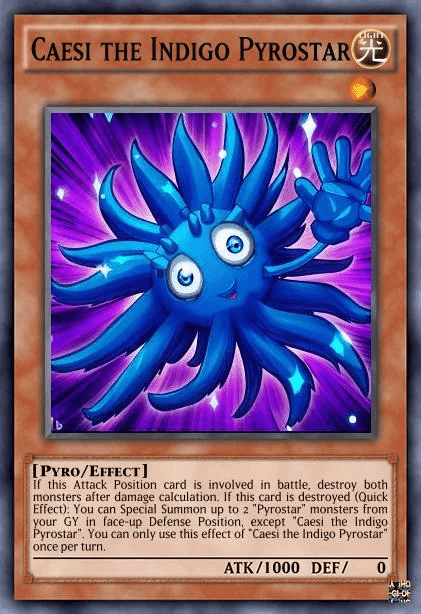 CAESI THE INDIGO PYROSTAR
LIGHT
光
[PYRO/EFFECT]
If this Attack Position card is involved in battle, destroy both
monsters after damage calculation. If this card is destroyed (Quick
Effect): You can Special Summon up to 2 "Pyrostar" monsters from
your GY in face-up Defense Position, except "Caesi the Indigo
Pyrostar". You can only use this effect of "Caesi the Indigo Pyrostar"
once per turn.
ATK/1000 DEF/ 0